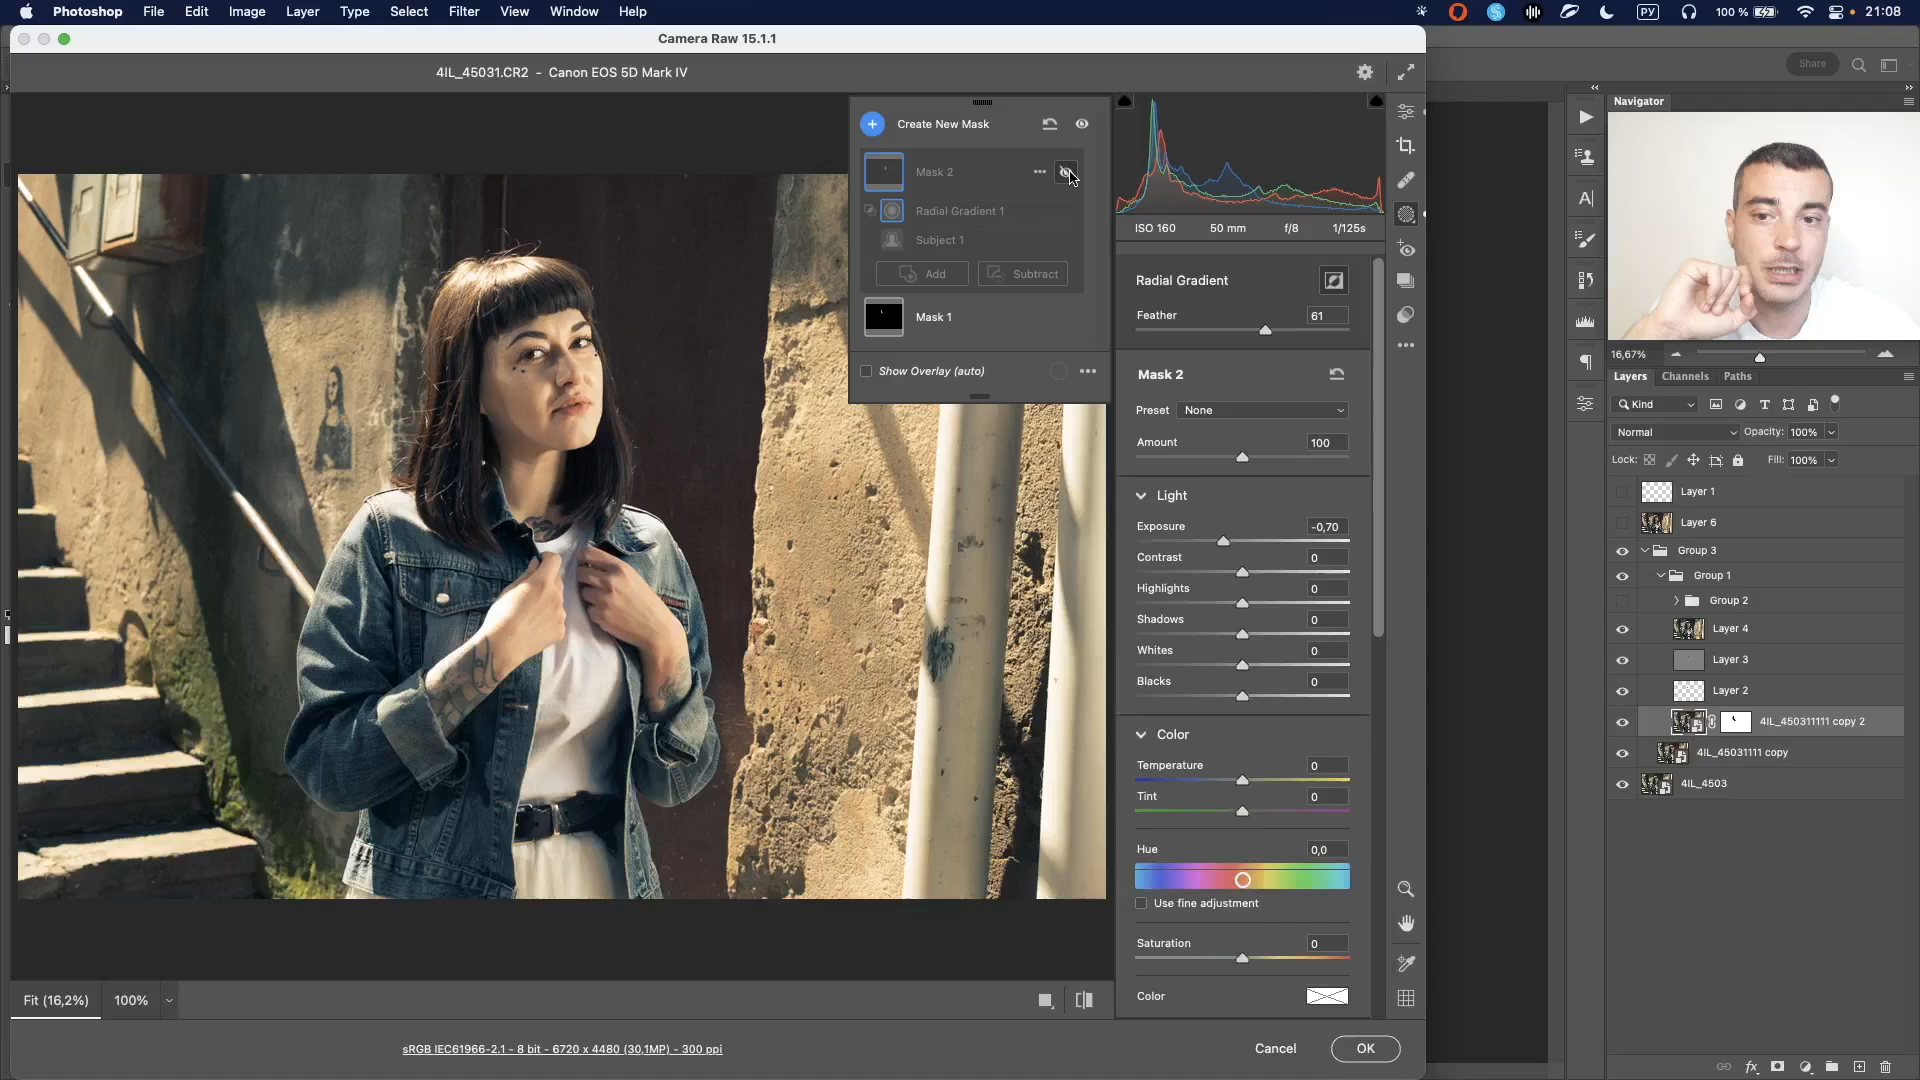 Photoshop File Edit Image Layer Type Select Filter View Window Help РУ 100 % 21:08
Camera Raw 15.1.1
4IL_45031.CR2 - Canon EOS 5D Mark IV
Share
Create New Mask
Mask 2
Radial Gradient 1
Subject 1
Add Subtract
Mask 1
Show Overlay (auto)
ISO 160 50 mm f/8 1/125s
Radial Gradient
Feather 61
Mask 2
Preset None
Amount 100
Light
Exposure -0,70
Contrast 0
Highlights 0
Shadows 0
Whites 0
Blacks 0
Color
Temperature 0
Tint 0
Hue 0,0
Use fine adjustment
Saturation 0
Color
Fit (16,2%) 100%
sRGB IEC61966-2.1 - 8 bit - 6720 x 4480 (30,1MP) - 300 ppi
Cancel OK
Navigator
16,67%
Layers Channels Paths
Kind
Normal Opacity: 100%
Lock: Fill: 100%
Layer 1
Layer 6
Group 3
Group 1
Group 2
Layer 4
Layer 3
Layer 2
4IL_450311111 copy 2
4IL_45031111 copy
4IL_4503